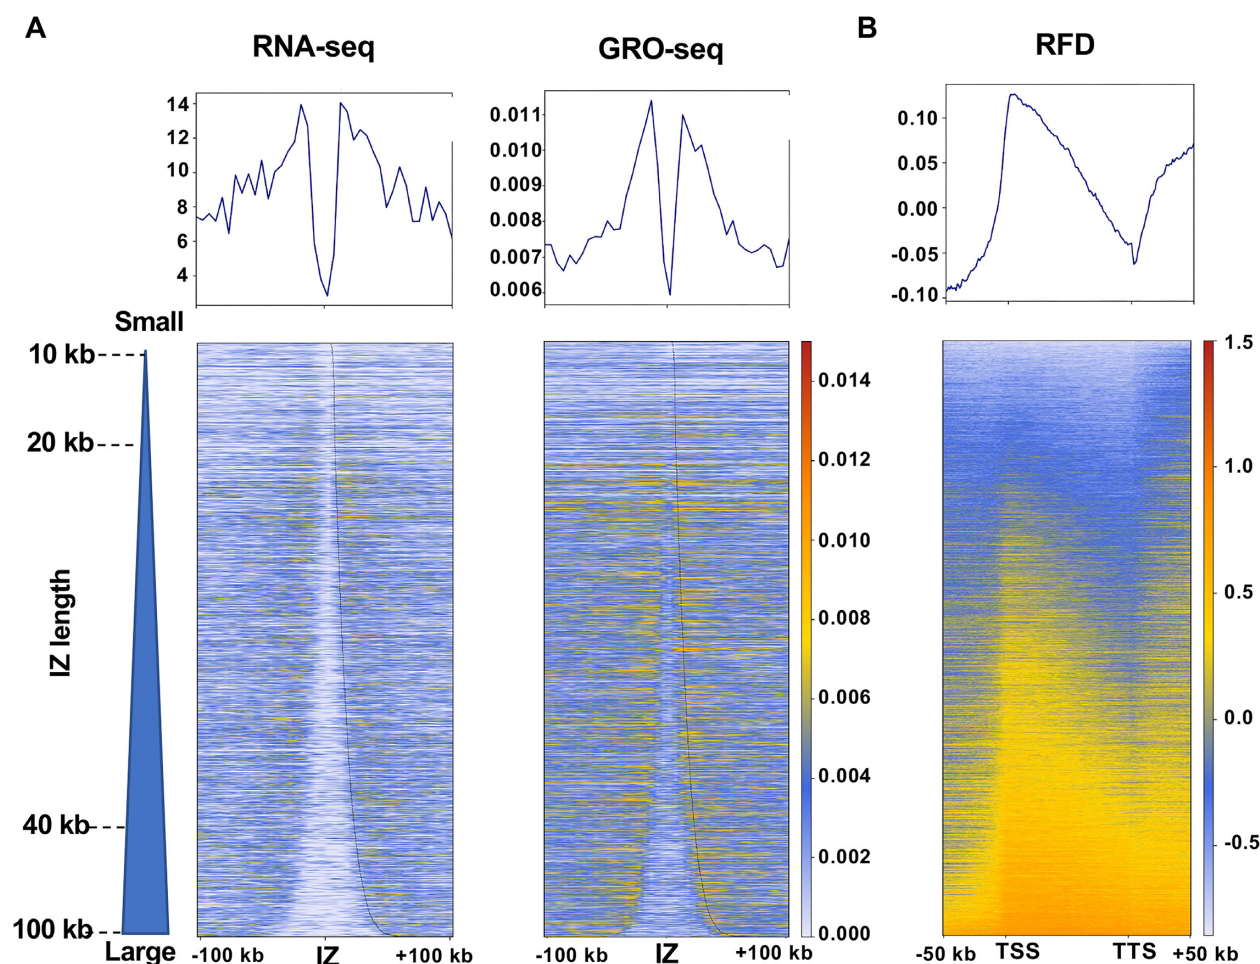 A
B
RNA-seq
GRO-seq
RFD
14
12
10
8
6
4
0.011
0.010
0.009
0.008
0.007
0.006
0.10
0.05
0.00
-0.05
-0.10
Small
10 kb
20 kb
40 kb
100 kb
Large
IZ length
-100 kb IZ +100 kb
-100 kb IZ +100 kb
0.014
0.012
0.010
0.008
0.006
0.004
0.002
0.000
-50 kb TSS TTS +50 kb
1.5
1.0
0.5
0.0
-0.5